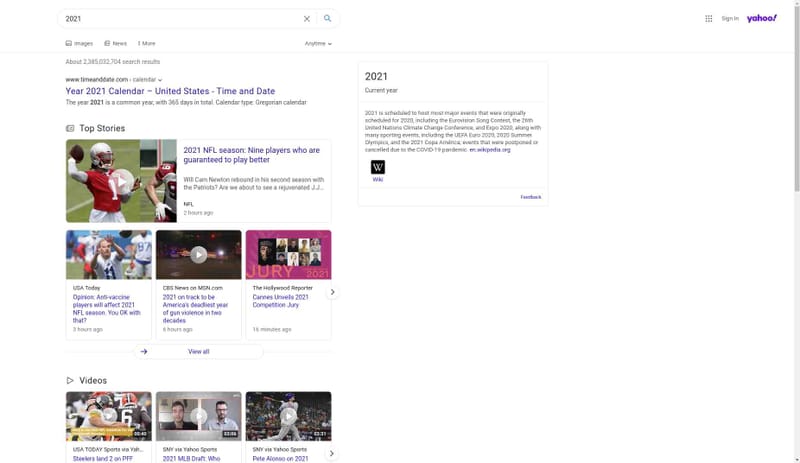 2021
Sign In
yahoo!
Images
News
1 More
Anytime
About 2,385,032,704 search results
www.timeanddate.com › calendar
Year 2021 Calendar – United States - Time and Date
The year 2021 is a common year, with 365 days in total. Calendar type: Gregorian calendar
Top Stories
2021 NFL season: Nine players who are
guaranteed to play better
Will Cam Newton rebound in his second season with
the Patriots? Are we about to see a rejuvenated J.J...
NFL
2 hours ago
USA Today
Opinion: Anti-vaccine
players will affect 2021
NFL season. You OK with
that?
3 hours ago
CBS News on MSN.com
2021 on track to be
America's deadliest year
of gun violence in two
decades
6 hours ago
JURY 2021
The Hollywood Reporter
Cannes Unveils 2021
Competition Jury
16 minutes ago
View all
Videos
00:40
USA TODAY Sports via Yah...
Steelers land 2 on PFF
03:06
SNY via Yahoo Sports
2021 MLB Draft: Who
03:31
SNY via Yahoo Sports
Pete Alonso on 2021
2021
Current year
2021 is scheduled to host most major events that were originally
scheduled for 2020, including the Eurovision Song Contest, the 26th
United Nations Climate Change Conference, and Expo 2020, along with
many sporting events, including the UEFA Euro 2020, 2020 Summer
Olympics, and the 2021 Copa América; events that were postponed or
cancelled due to the COVID-19 pandemic. en.wikipedia.org
W
Wiki
Feedback